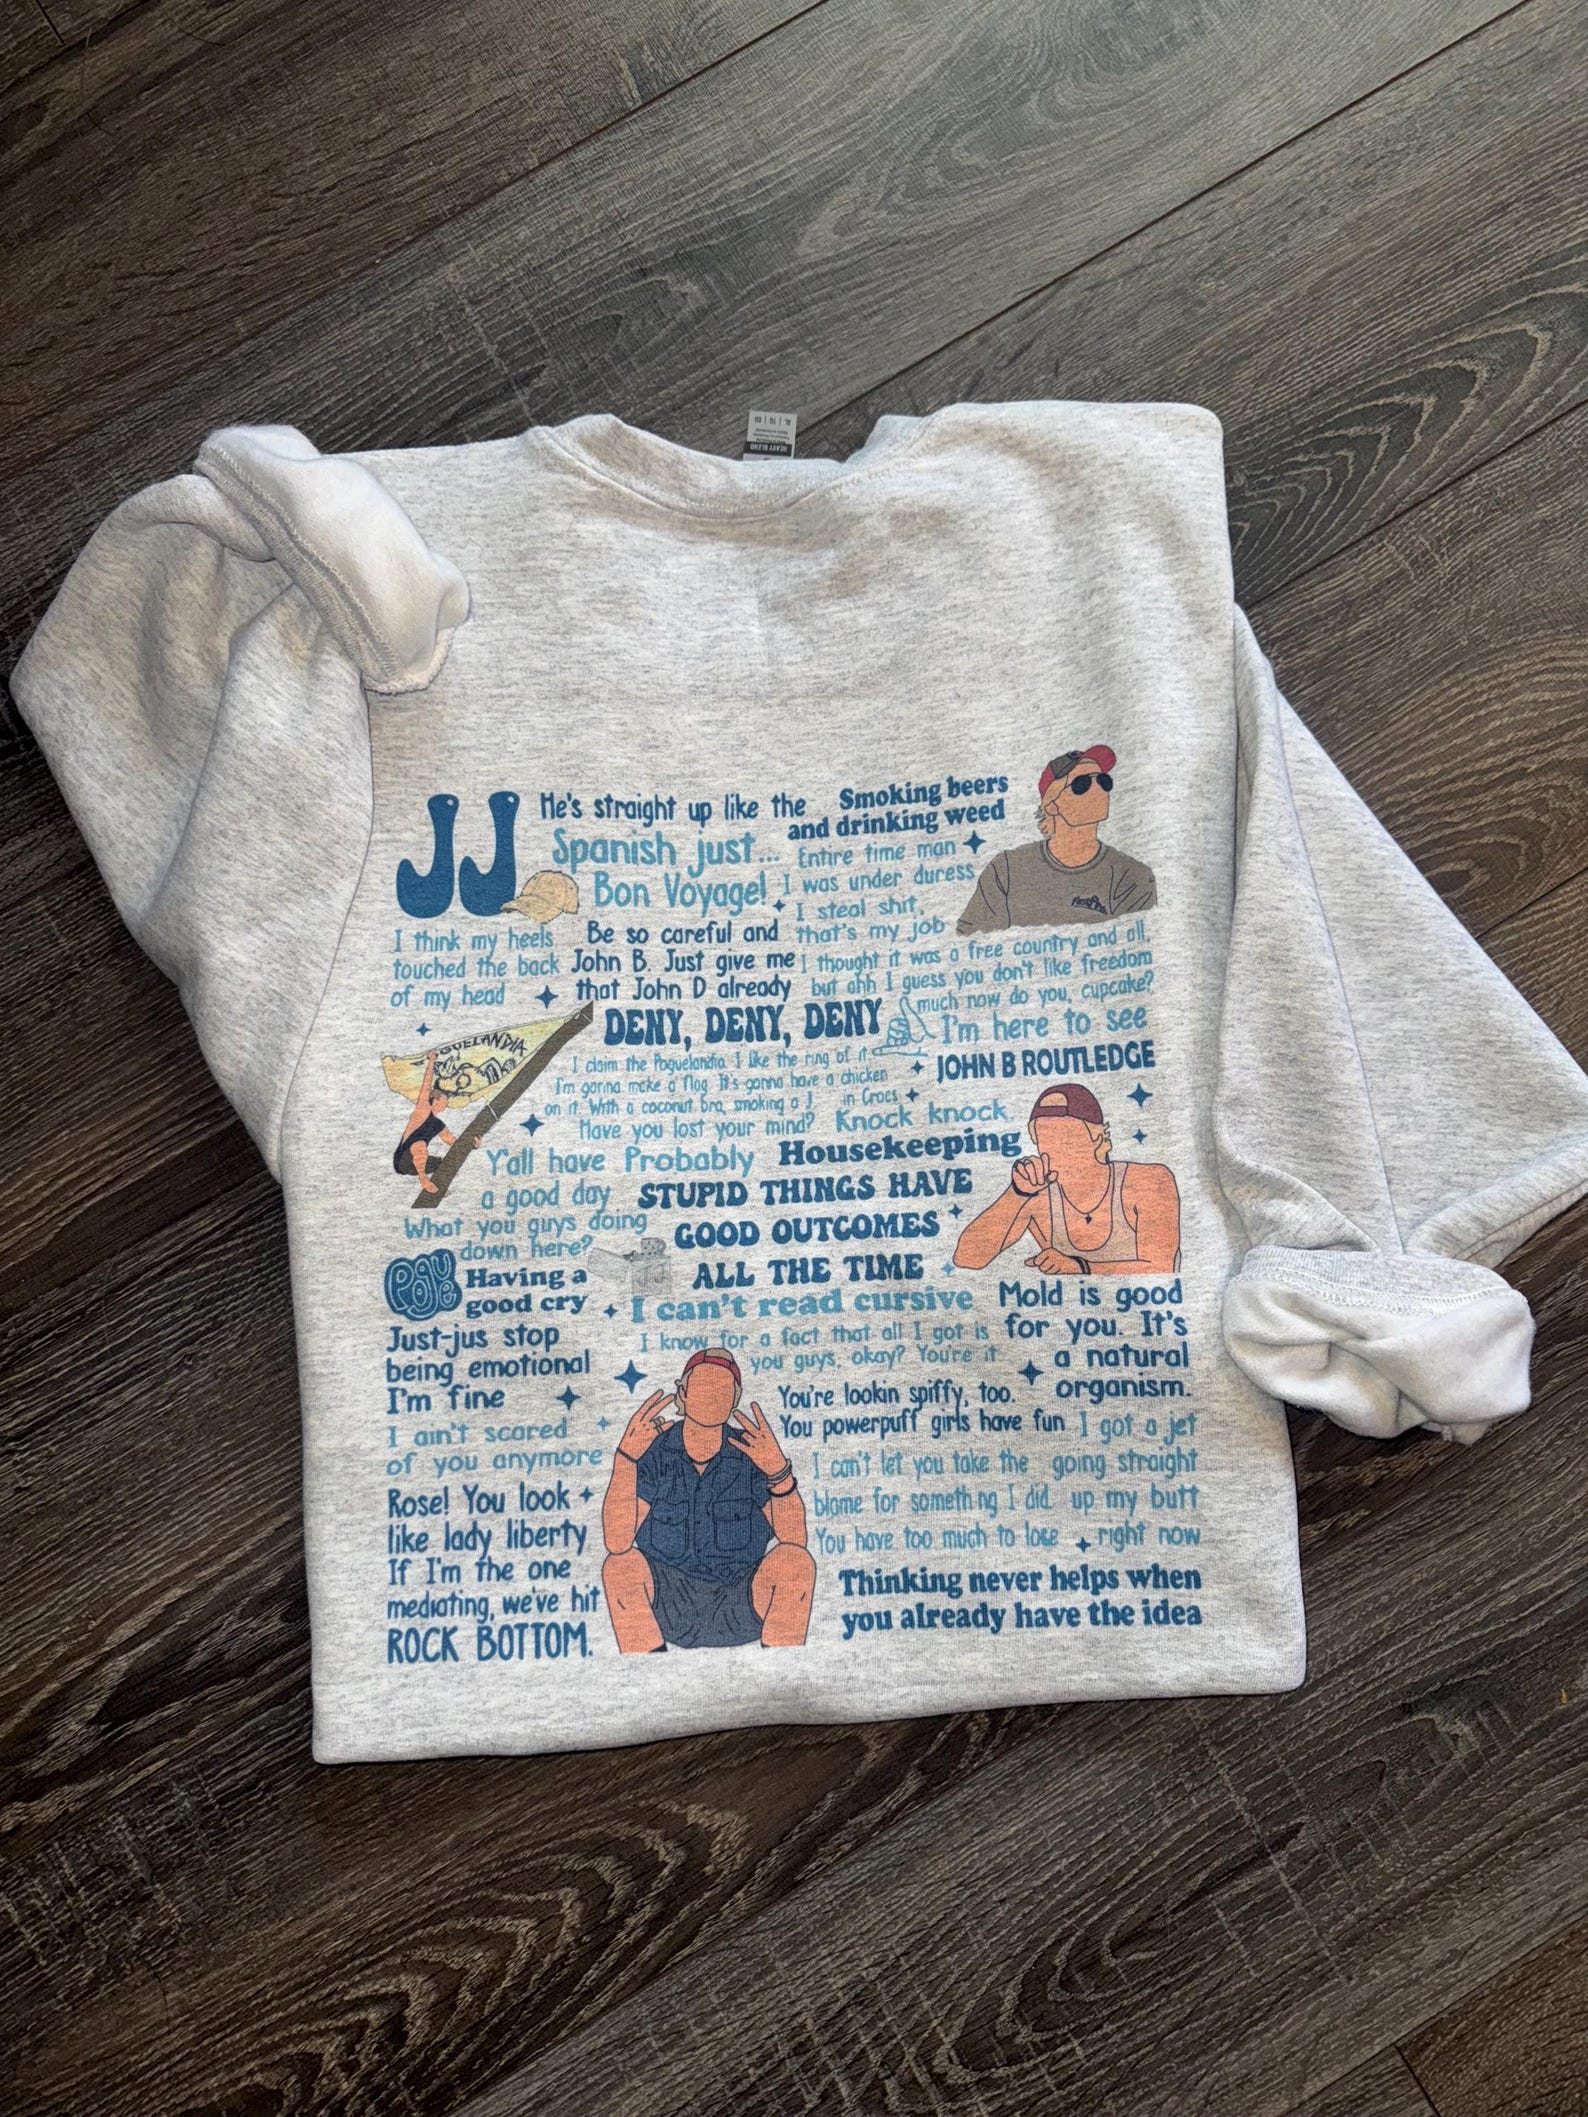 HEAVY BLEND
JJ
He's straight up like the
Spanish just...
Bon Voyage!
Smoking beers
and drinking weed
Entire time man
I was under duress
I steal shit,
that's my job
I think my heels
touched the back
of my head
Be so careful and
John B. Just give me
that John D already
I thought it was a free country and all,
but ahh I guess you don't like freedom
much now do you, cupcake?
DENY, DENY, DENY
I'm here to see
JOHN B ROUTLEDGE
GUELANDIA
I claim the Poguelandia. I like the ring of it
I'm gonna make a flag. It's gonna have a chicken
on it. With a coconut bra, smoking a J in Crocs
Have you lost your mind?
Knock knock
Housekeeping
Y'all have Probably
a good day
STUPID THINGS HAVE
GOOD OUTCOMES
ALL THE TIME
What you guys doing
down here?
Pogue
Having a
good cry
I can't read cursive
Mold is good
for you. It's
a natural
organism.
Just-jus stop
being emotional
I'm fine
I know for a fact that all I got is
you guys, okay? You're it
You're lookin spiffy, too.
You powerpuff girls have fun
I ain't scared
of you anymore
I got a jet
going straight
up my butt
right now
I can't let you take the
blame for something I did.
You have too much to lose
Rose! You look
like lady liberty
If I'm the one
mediating, we've hit
ROCK BOTTOM.
Thinking never helps when
you already have the idea